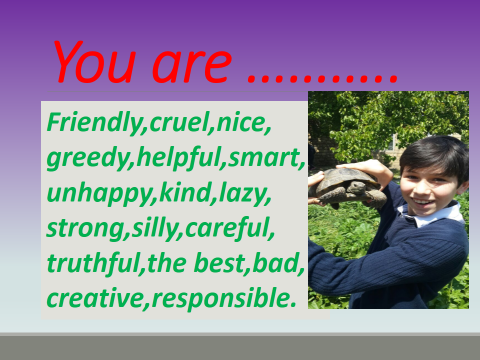 You are ………..
Friendly,cruel,nice,
greedy,helpful,smart,
unhappy,kind,lazy,
strong,silly,careful,
truthful,the best,bad,
creative,responsible.